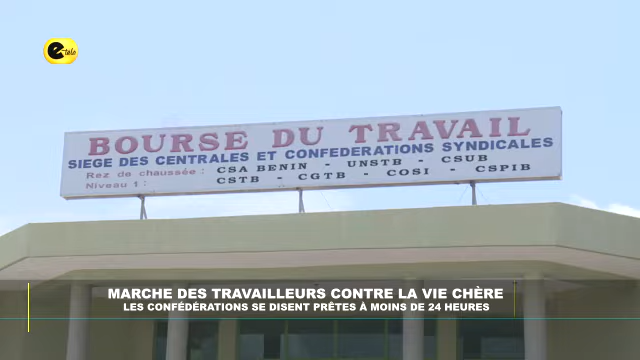 e-tele
BOURSE DU TRAVAIL
SIEGE DES CENTRALES ET CONFEDERATIONS SYNDICALES
Rez de chaussée : CSA BENIN - UNSTB - CSUB
Niveau 1 : CSTB - CGTB - COSI - CSPIB
MARCHE DES TRAVAILLEURS CONTRE LA VIE CHÈRE
LES CONFÉDÉRATIONS SE DISENT PRÊTES À MOINS DE 24 HEURES